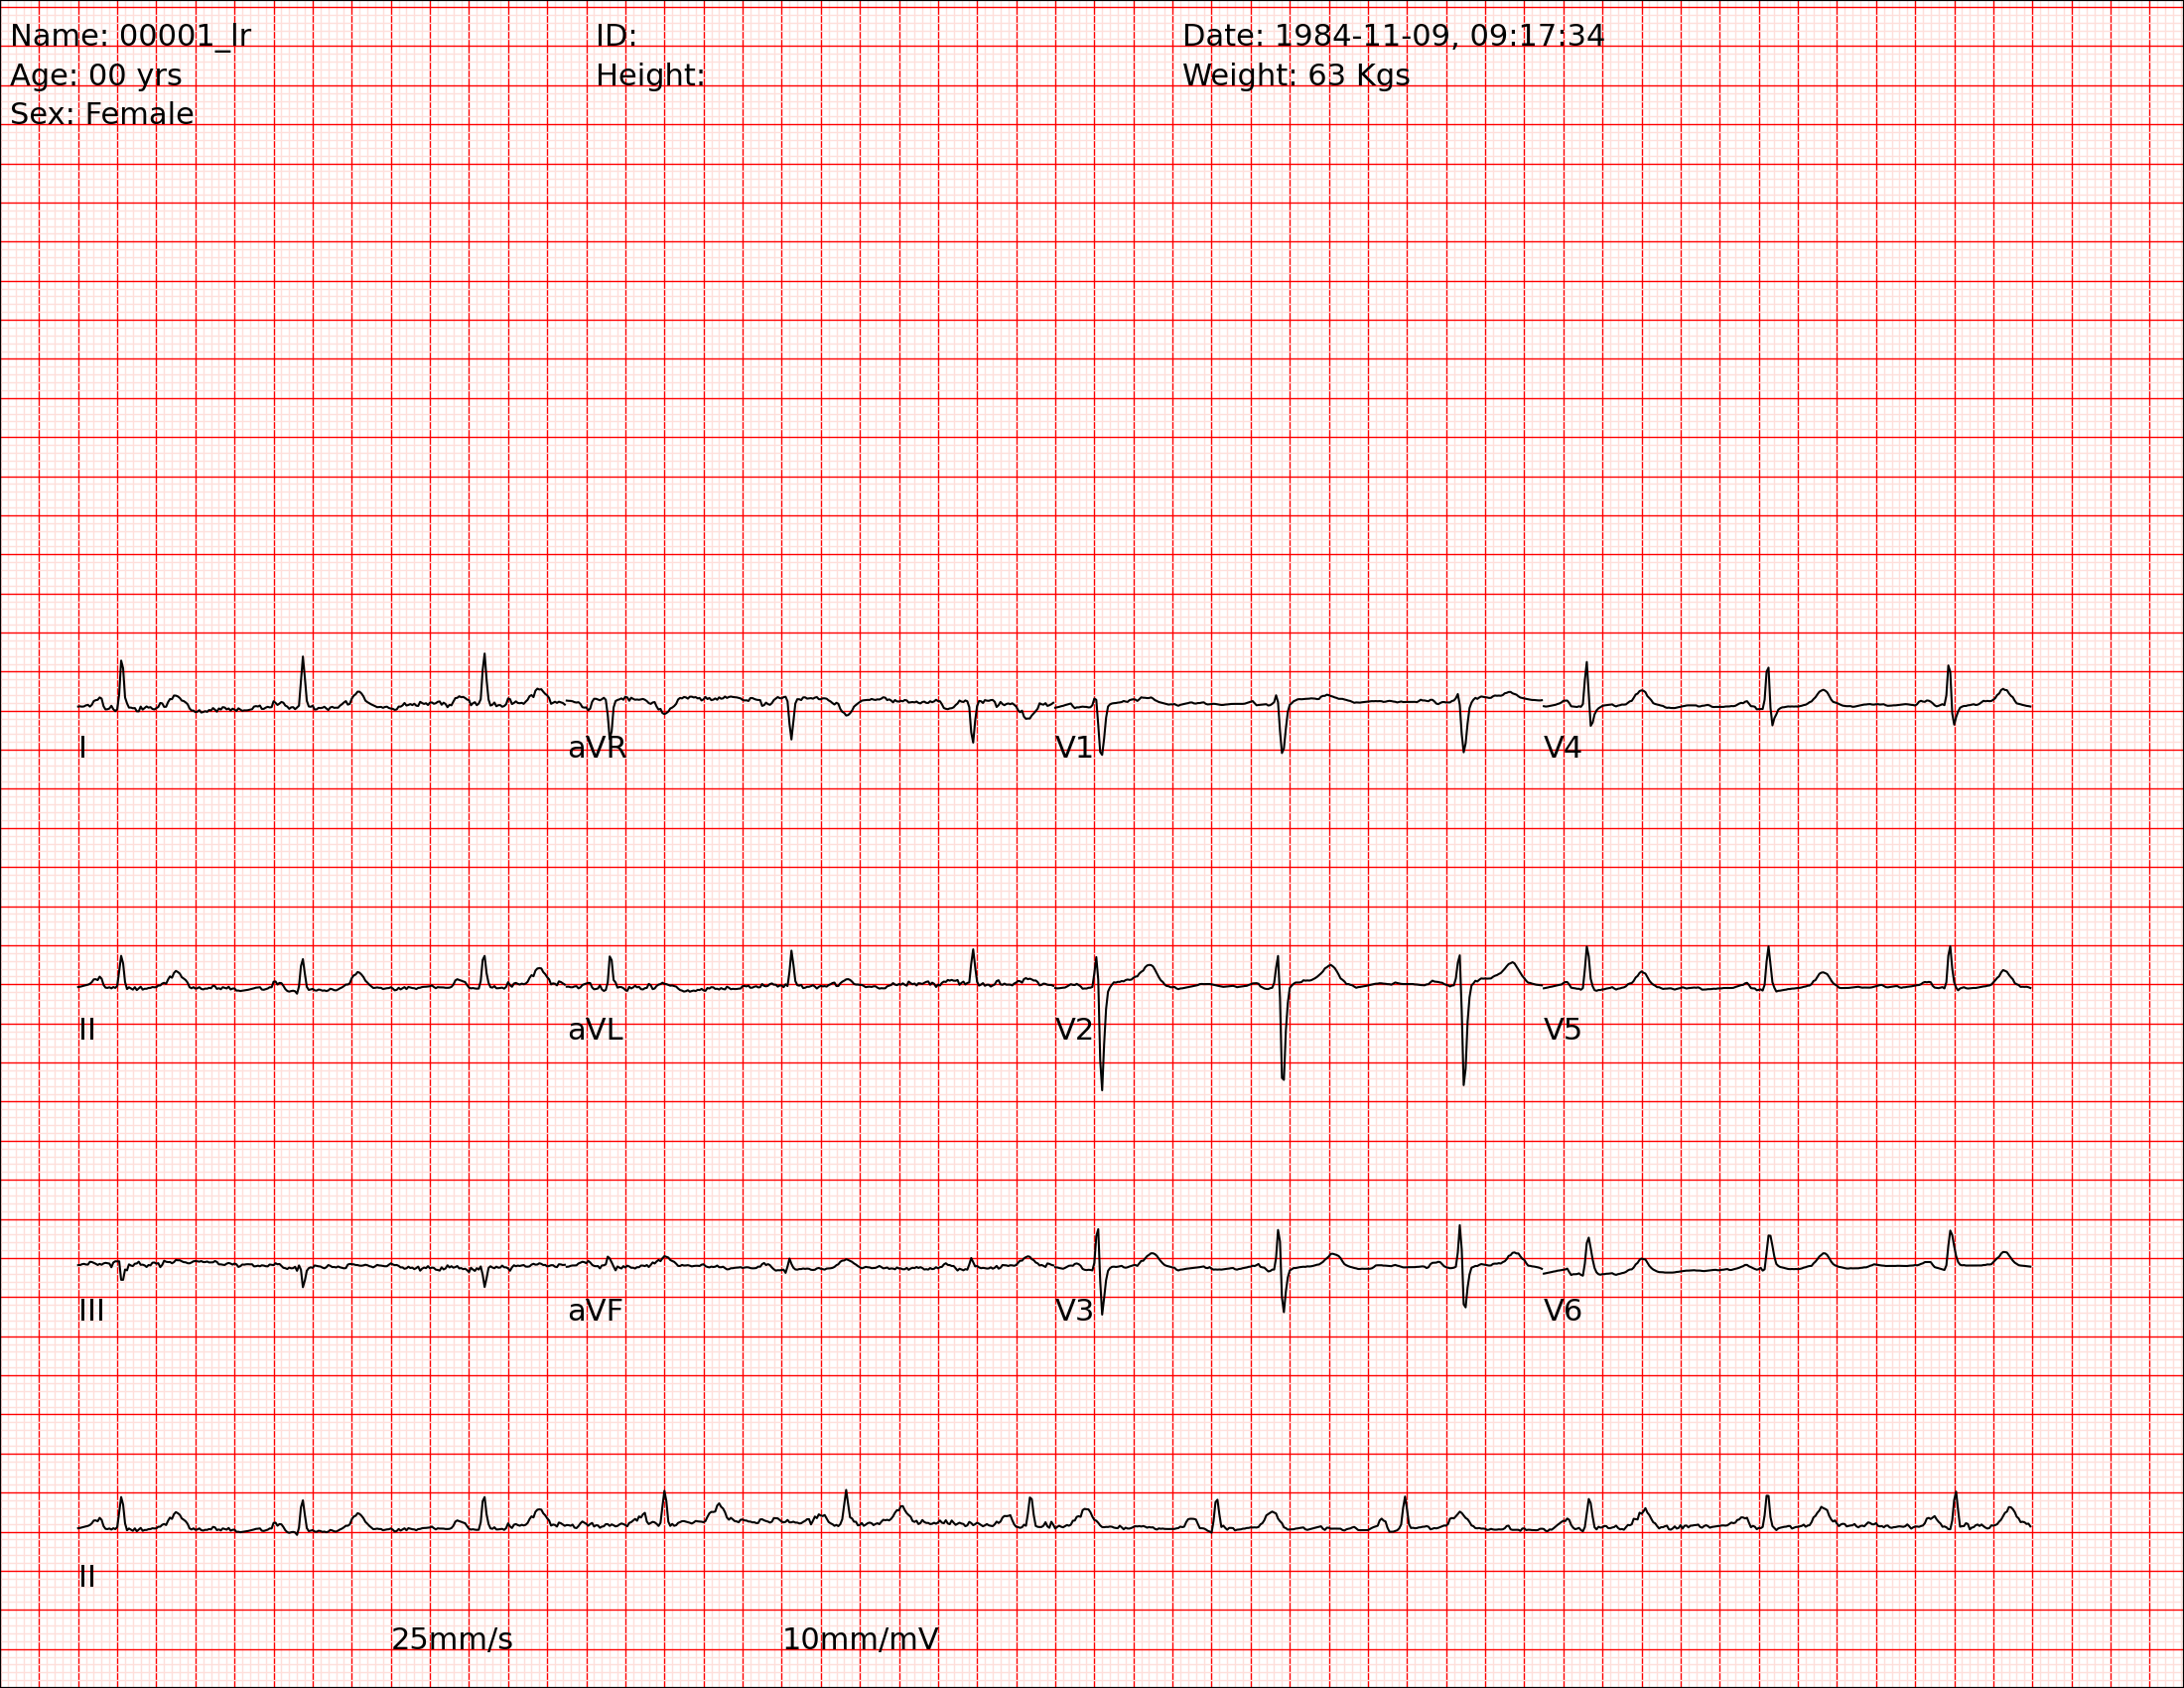 Name: 00001_lr ID: Date: 1984-11-09, 09:17:34
Age: 00 yrs Height: Weight: 63 Kgs
Sex: Female
I aVR V1 V4
II aVL V2 V5
III aVF V3 V6
II
25mm/s 10mm/mV